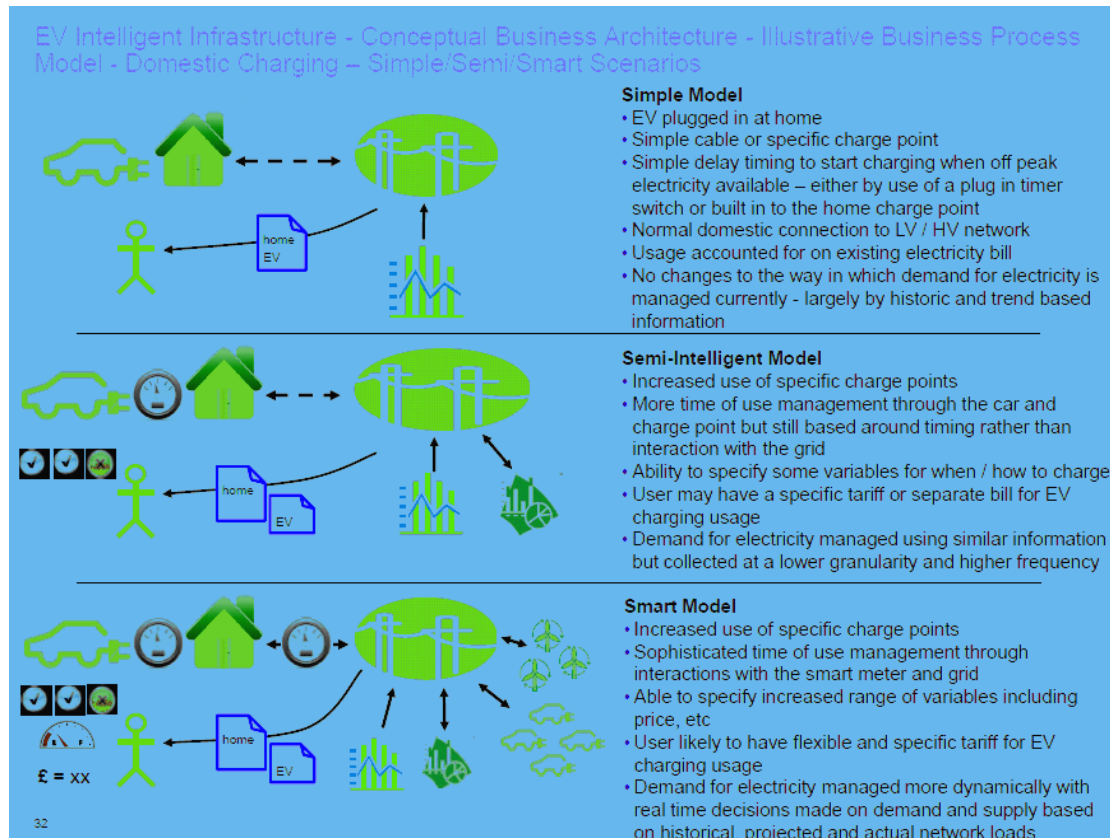 EV Intelligent Infrastructure - Conceptual Business Architecture - Illustrative Business Process
Model - Domestic Charging – Simple/Semi/Smart Scenarios
Simple Model
• EV plugged in at home
• Simple cable or specific charge point
• Simple delay timing to start charging when off peak
electricity available – either by use of a plug in timer
switch or built in to the home charge point
• Normal domestic connection to LV / HV network
• Usage accounted for on existing electricity bill
• No changes to the way in which demand for electricity is
managed currently - largely by historic and trend based
information
home
EV
Semi-Intelligent Model
• Increased use of specific charge points
• More time of use management through the car and
charge point but still based around timing rather than
interaction with the grid
• Ability to specify some variables for when / how to charge
• User may have a specific tariff or separate bill for EV
charging usage
• Demand for electricity managed using similar information
but collected at a lower granularity and higher frequency
home
EV
Smart Model
• Increased use of specific charge points
• Sophisticated time of use management through
interactions with the smart meter and grid
• Able to specify increased range of variables including
price, etc
• User likely to have flexible and specific tariff for EV
charging usage
• Demand for electricity managed more dynamically with
real time decisions made on demand and supply based
on historical, projected and actual network loads
home
EV
£ = xx
32